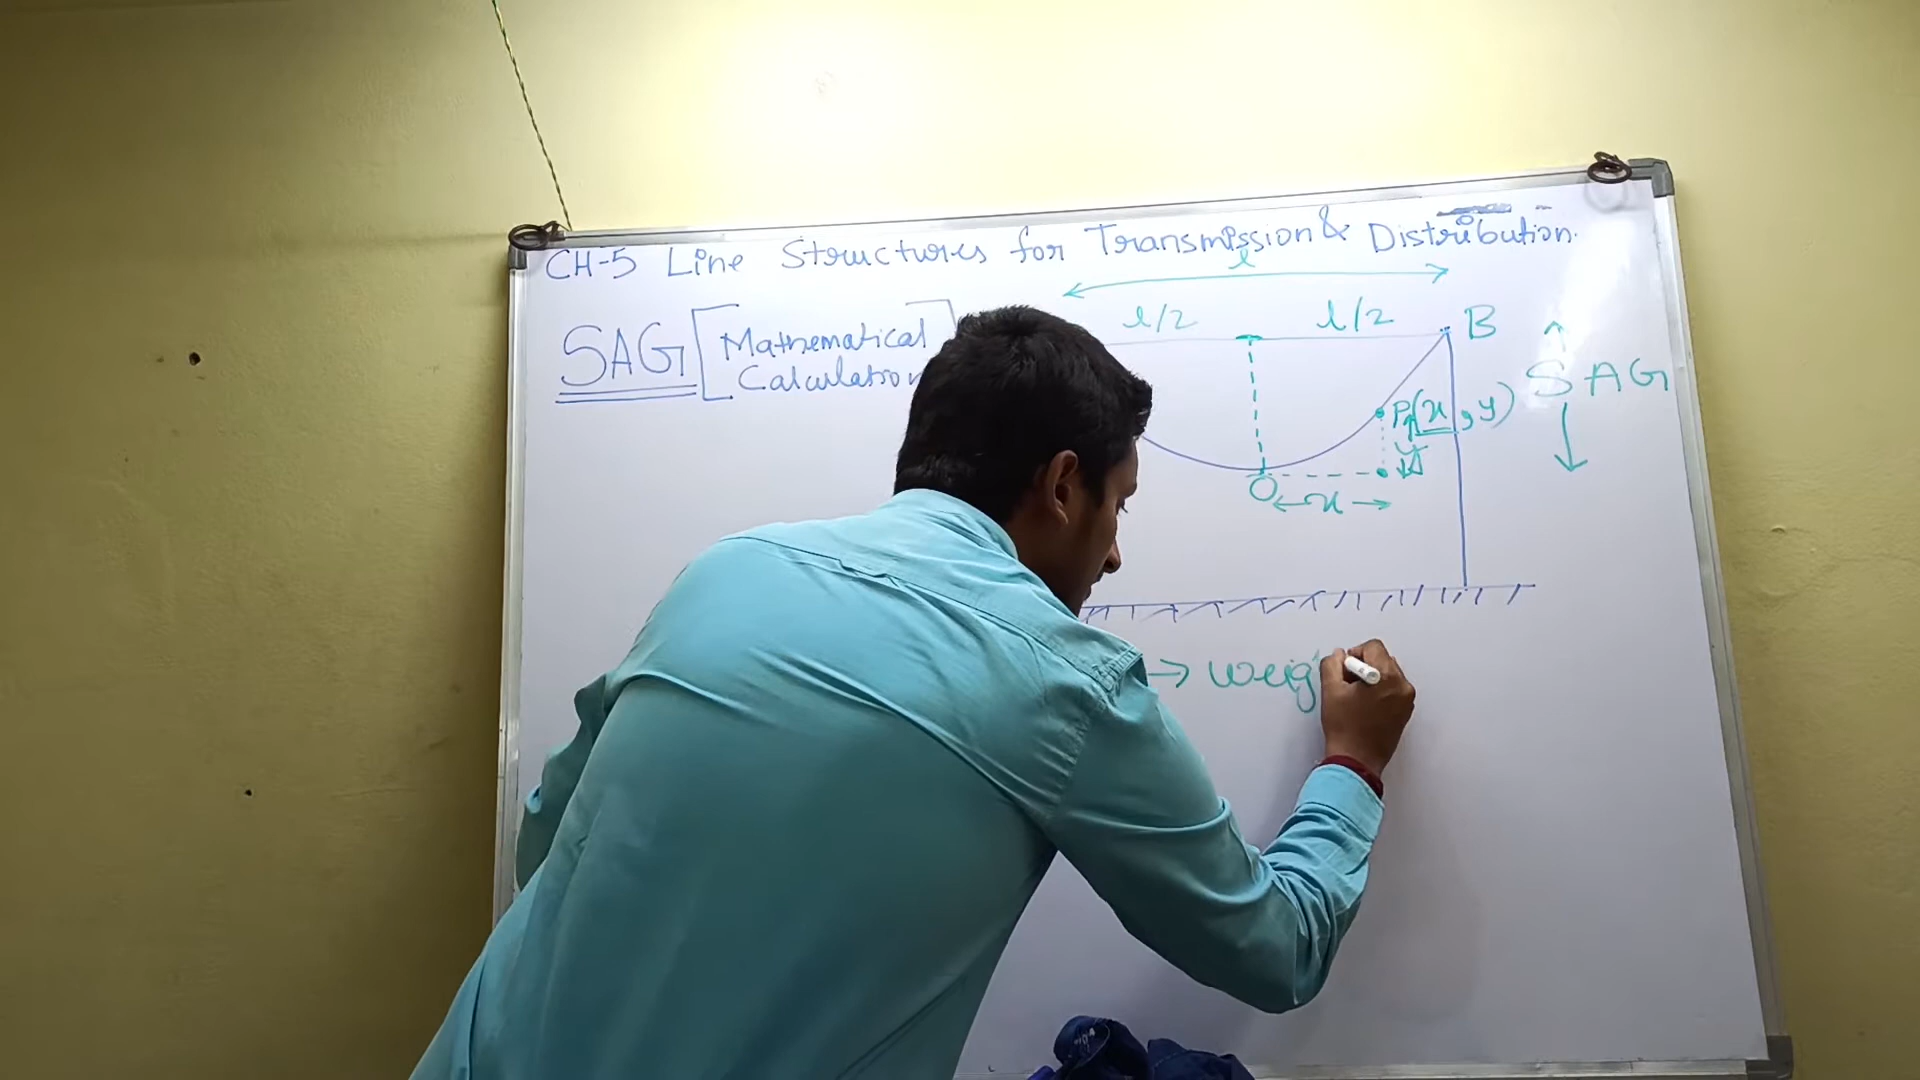 CH-5 Line Structures for Transmission & Distribution.
l
SAG [Mathematical
Calculation
l/2
l/2
B
SAG
P(x, y)
y
O
x
→ weig